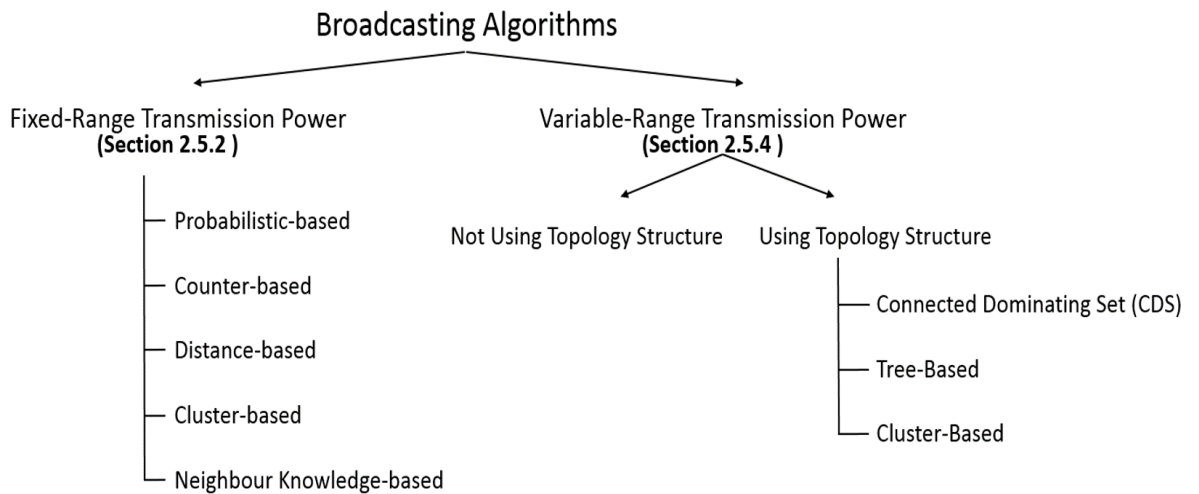 Broadcasting Algorithms
Fixed-Range Transmission Power
(Section 2.5.2 )
Probabilistic-based
Counter-based
Distance-based
Cluster-based
Neighbour Knowledge-based
Variable-Range Transmission Power
(Section 2.5.4 )
Not Using Topology Structure
Using Topology Structure
Connected Dominating Set (CDS)
Tree-Based
Cluster-Based